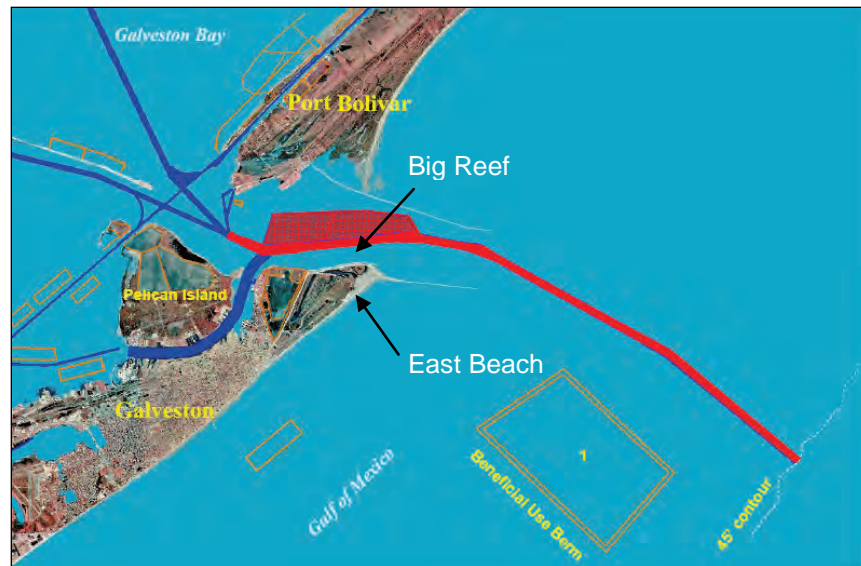 Galveston Bay
Port Bolivar
Big Reef
Pelican Island
East Beach
Galveston
Gulf of Mexico
1
Beneficial Use Berm
45' contour